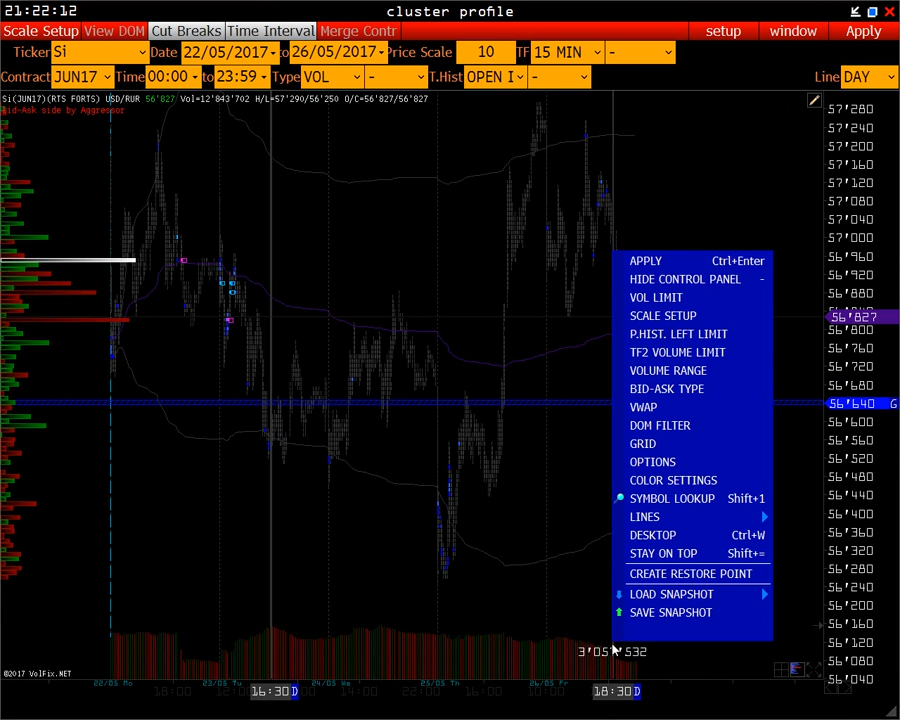 21:22:12 cluster profile
Scale Setup View DOM Cut Breaks Time Interval Merge Contr setup window Apply
Ticker Si Date 22/05/2017 to 26/05/2017 Price Scale 10 TF 15 MIN -
Contract JUN17 Time 00:00 to 23:59 Type VOL - T.Hist OPEN I - Line DAY
Si(JUN17)(RTS FORTS) USD/RUR 56'827 Vol=12'843'702 H/L=57'290/56'250 O/C=56'827/56'827
Bid-Ask side by Aggressor
57'280
57'240
57'200
57'160
57'120
57'080
57'040
57'000
56'960
56'920
56'880
56'827
56'800
56'760
56'720
56'680
56'640 G
56'600
56'560
56'520
56'480
56'440
56'400
56'360
56'320
56'280
56'240
56'200
56'160
56'120
56'080
56'040
APPLY Ctrl+Enter
HIDE CONTROL PANEL -
VOL LIMIT
SCALE SETUP
P.HIST. LEFT LIMIT
TF2 VOLUME LIMIT
VOLUME RANGE
BID-ASK TYPE
VWAP
DOM FILTER
GRID
OPTIONS
COLOR SETTINGS
SYMBOL LOOKUP Shift+1
LINES
DESKTOP Ctrl+W
STAY ON TOP Shift+=
CREATE RESTORE POINT
LOAD SNAPSHOT
SAVE SNAPSHOT
©2017 VolFix.NET
22/05 Mo 23/05 Tu 24/05 We 25/05 Th 26/05 Fr
18:00 16:30 D 14:00 22:00 16:00 18:30 D